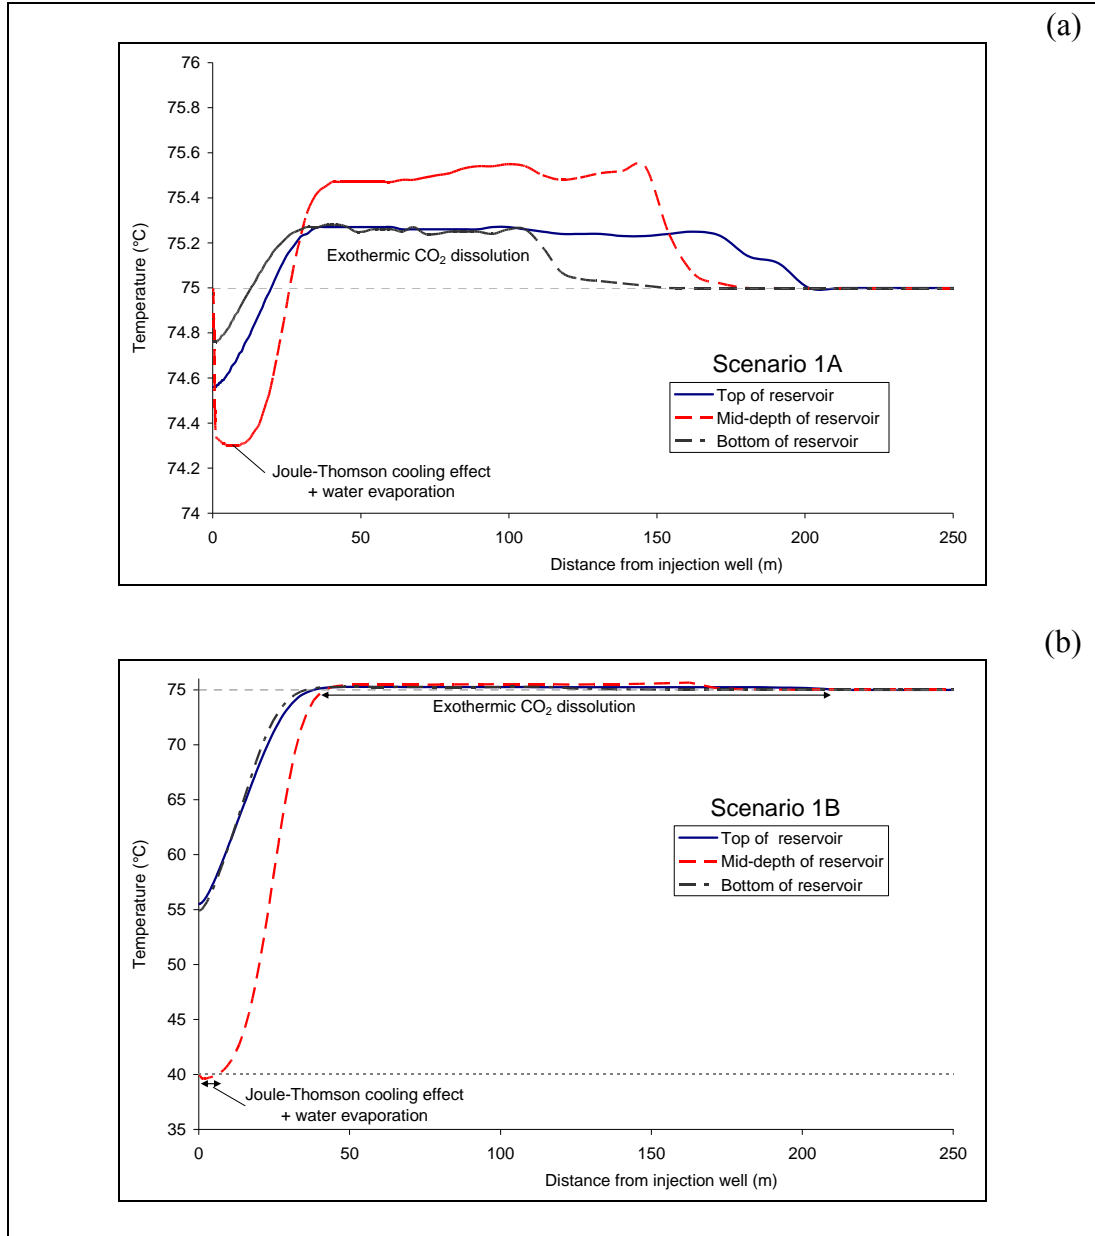 (a)
76
75.8
75.6
75.4
75.2
75
74.8
74.6
74.4
74.2
74
Temperature (°C)
Exothermic CO₂ dissolution
Scenario 1A
Top of reservoir
Mid-depth of reservoir
Bottom of reservoir
Joule-Thomson cooling effect
+ water evaporation
0 50 100 150 200 250
Distance from injection well (m)
(b)
75
70
65
60
55
50
45
40
35
Temperature (°C)
Exothermic CO₂ dissolution
Scenario 1B
Top of reservoir
Mid-depth of reservoir
Bottom of reservoir
Joule-Thomson cooling effect
+ water evaporation
0 50 100 150 200 250
Distance from injection well (m)